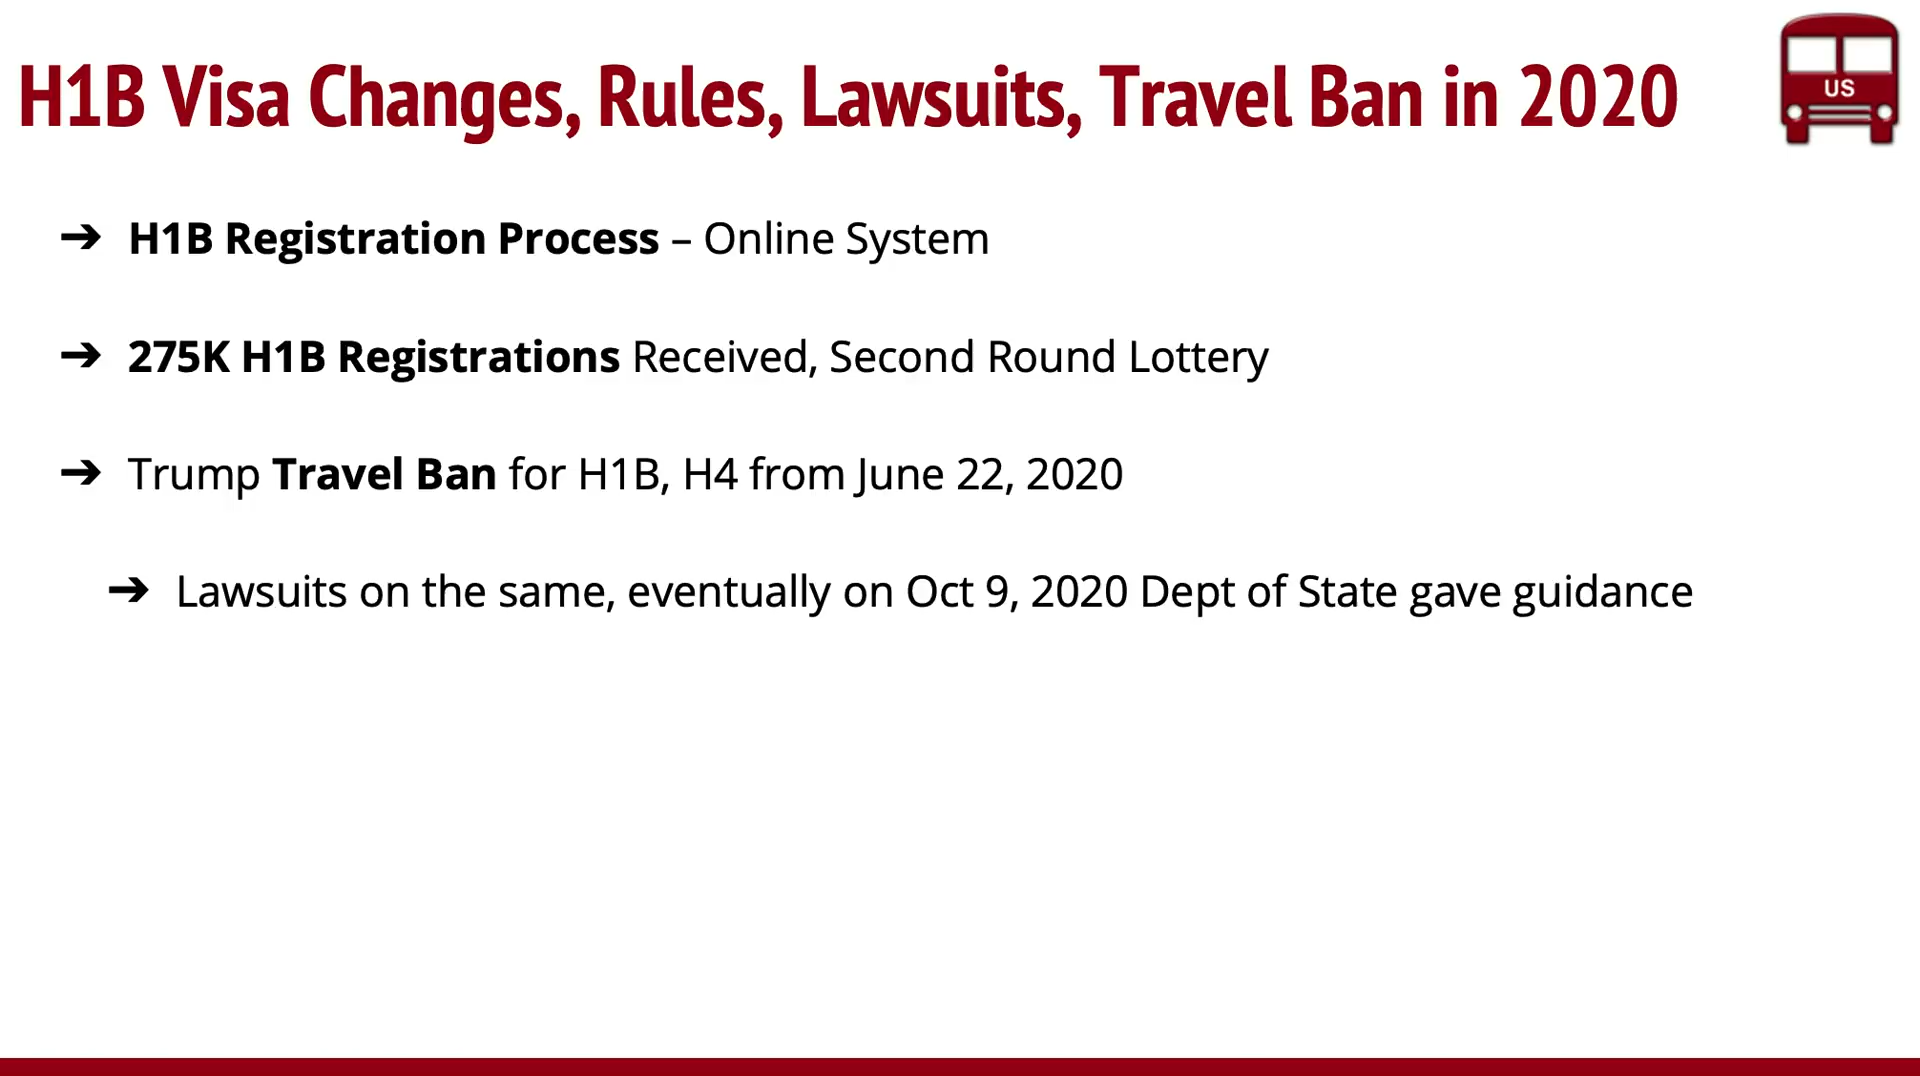 H1B Visa Changes, Rules, Lawsuits, Travel Ban in 2020
US
➔ H1B Registration Process – Online System
➔ 275K H1B Registrations Received, Second Round Lottery
➔ Trump Travel Ban for H1B, H4 from June 22, 2020
➔ Lawsuits on the same, eventually on Oct 9, 2020 Dept of State gave guidance